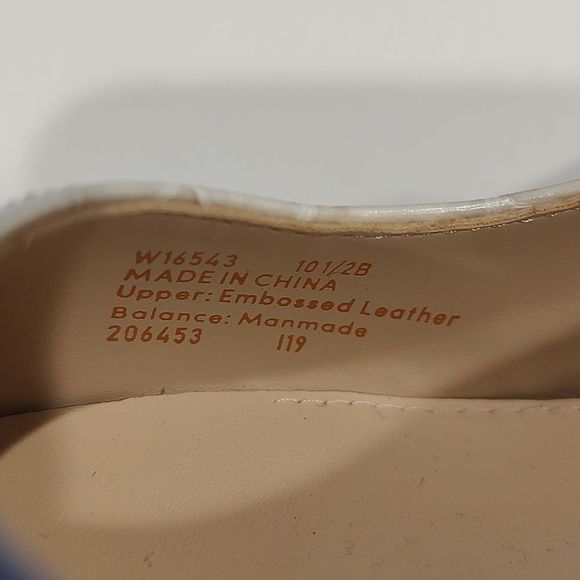 W16543 10 1/2B
MADE IN CHINA
Upper: Embossed Leather
Balance: Manmade
206453 I19